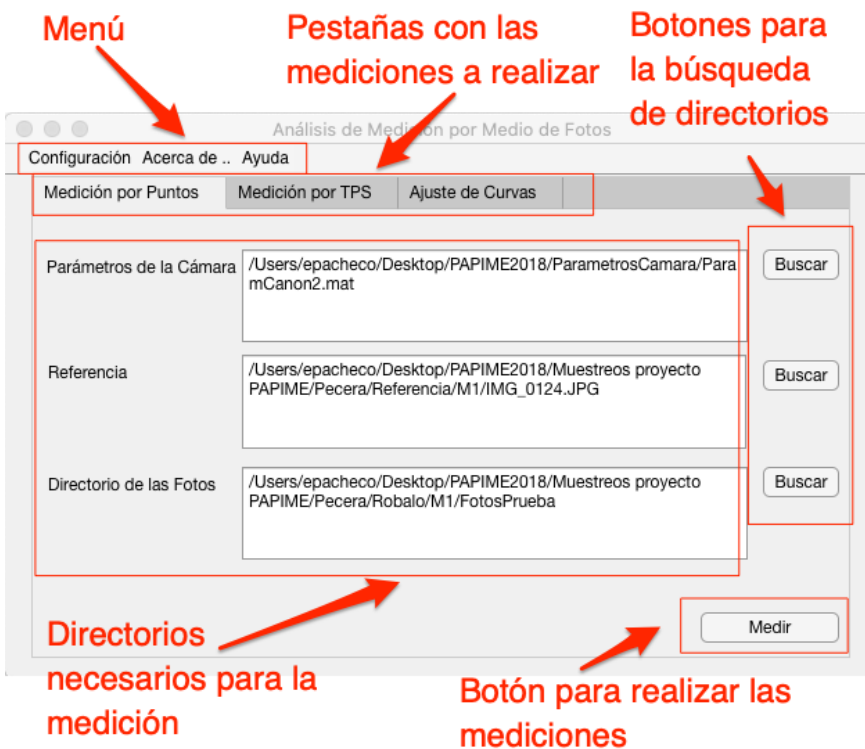 Menú
Pestañas con las
mediciones a realizar
Botones para
la búsqueda
de directorios
Análisis de Medición por Medio de Fotos
Configuración Acerca de .. Ayuda
Medición por Puntos Medición por TPS Ajuste de Curvas
Parámetros de la Cámara
/Users/epacheco/Desktop/PAPIME2018/ParametrosCamara/Para
mCanon2.mat
Buscar
Referencia
/Users/epacheco/Desktop/PAPIME2018/Muestreos proyecto
PAPIME/Pecera/Referencia/M1/IMG_0124.JPG
Buscar
Directorio de las Fotos
/Users/epacheco/Desktop/PAPIME2018/Muestreos proyecto
PAPIME/Pecera/Robalo/M1/FotosPrueba
Buscar
Medir
Directorios
necesarios para la
medición
Botón para realizar las
mediciones